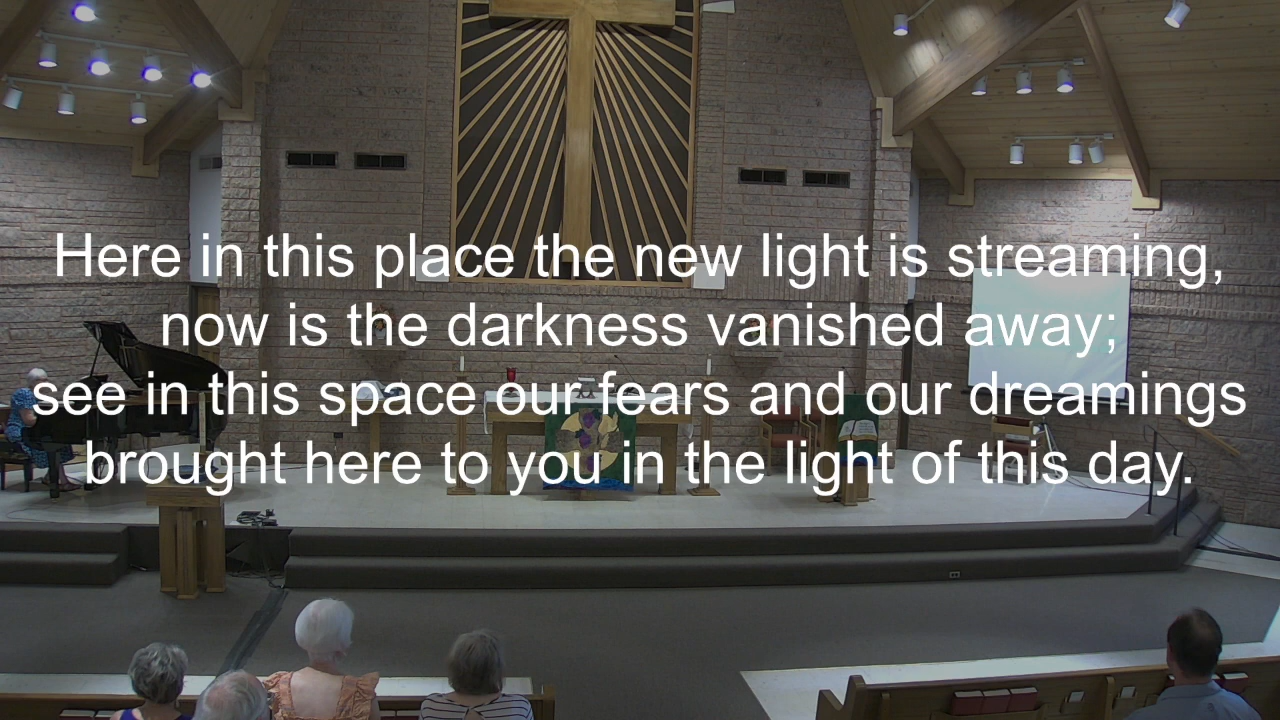 Here in this place the new light is streaming,
now is the darkness vanished away;
see in this space our fears and our dreamings
brought here to you in the light of this day.